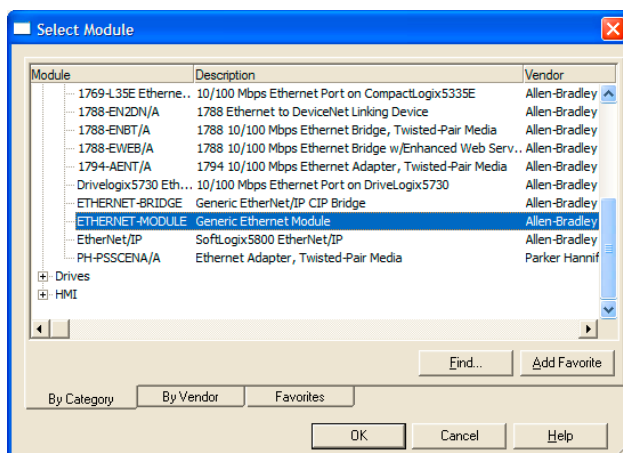 Select Module
Module Description Vendor
1769-L35E Etherne... 10/100 Mbps Ethernet Port on CompactLogix5335E Allen-Bradley
1788-EN2DN/A 1788 Ethernet to DeviceNet Linking Device Allen-Bradley
1788-ENBT/A 1788 10/100 Mbps Ethernet Bridge, Twisted-Pair Media Allen-Bradley
1788-EWEB/A 1788 10/100 Mbps Ethernet Bridge w/Enhanced Web Serv... Allen-Bradley
1794-AENT/A 1794 10/100 Mbps Ethernet Adapter, Twisted-Pair Media Allen-Bradley
Drivelogix5730 Eth... 10/100 Mbps Ethernet Port on DriveLogix5730 Allen-Bradley
ETHERNET-BRIDGE Generic EtherNet/IP CIP Bridge Allen-Bradley
ETHERNET-MODULE Generic Ethernet Module Allen-Bradley
EtherNet/IP SoftLogix5800 EtherNet/IP Allen-Bradley
PH-PSSCENA/A Ethernet Adapter, Twisted-Pair Media Parker Hannif
Drives
HMI
Find... Add Favorite
By Category By Vendor Favorites
OK Cancel Help